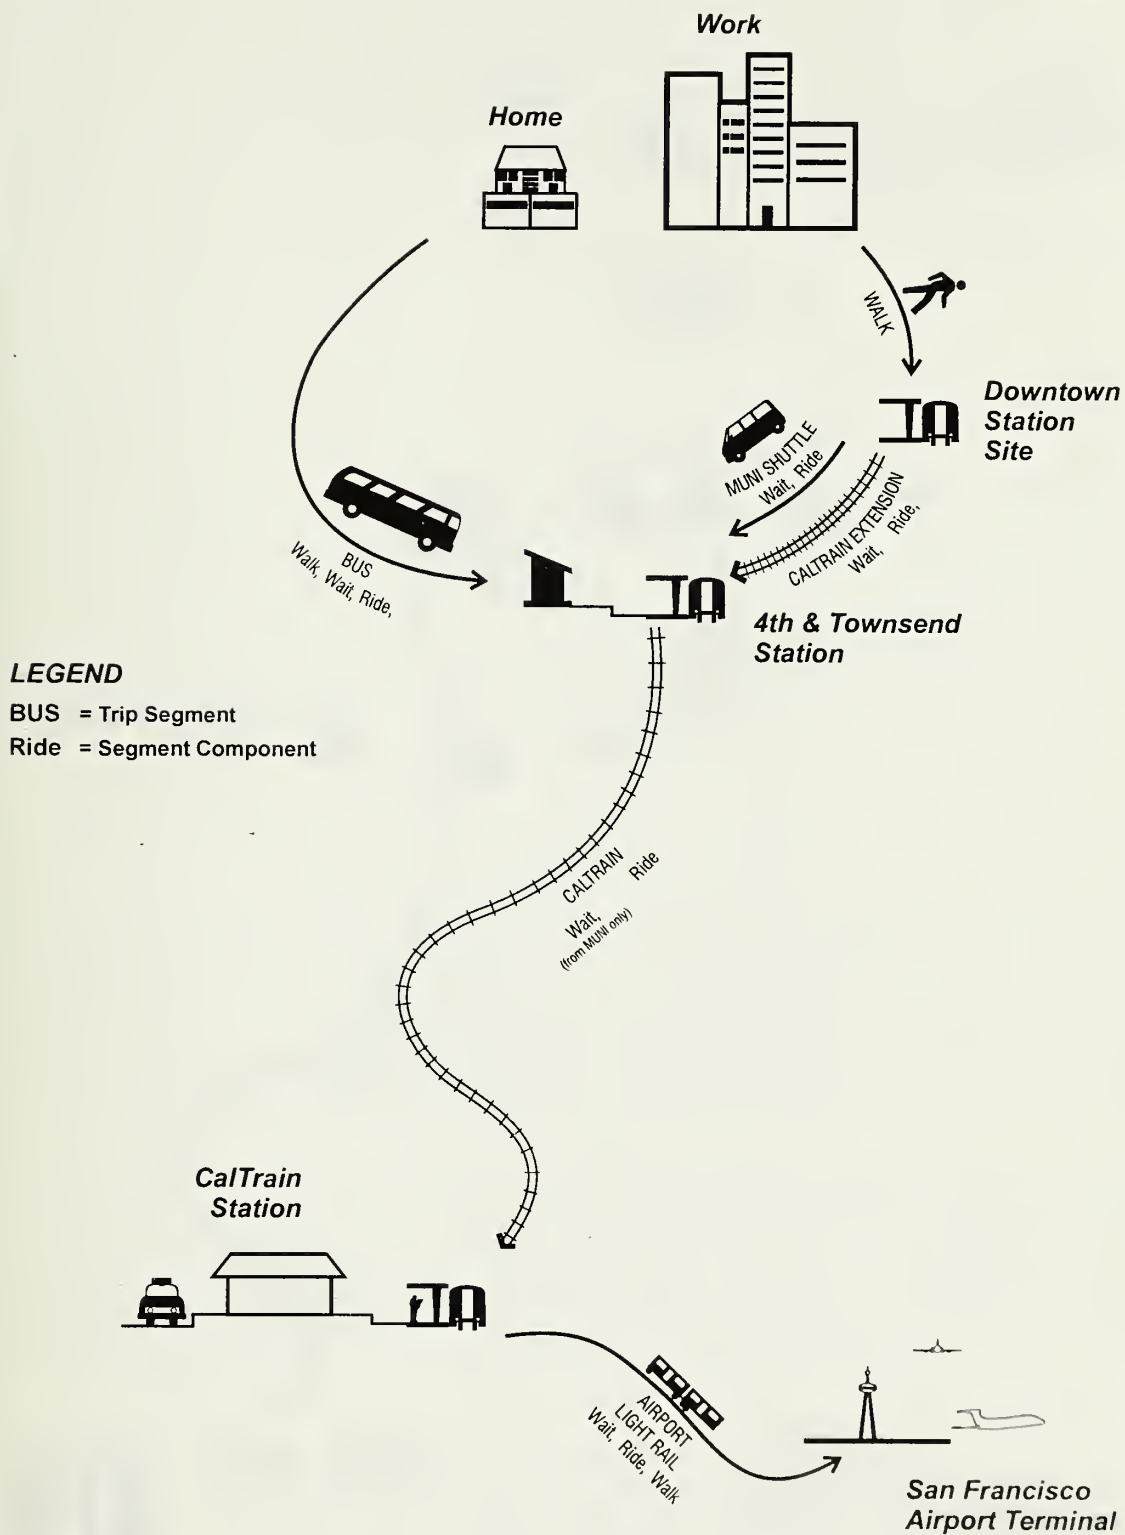 Work
Home
WALK
Downtown
Station
Site
MUNI SHUTTLE
Wait, Ride
CALTRAIN EXTENSION
Wait, Ride,
BUS
Walk, Wait, Ride,
4th & Townsend
Station
LEGEND
BUS = Trip Segment
Ride = Segment Component
CALTRAIN
Wait, Ride
(from MUNI only)
CalTrain
Station
AIRPORT
LIGHT RAIL
Wait, Ride, Walk
San Francisco
Airport Terminal